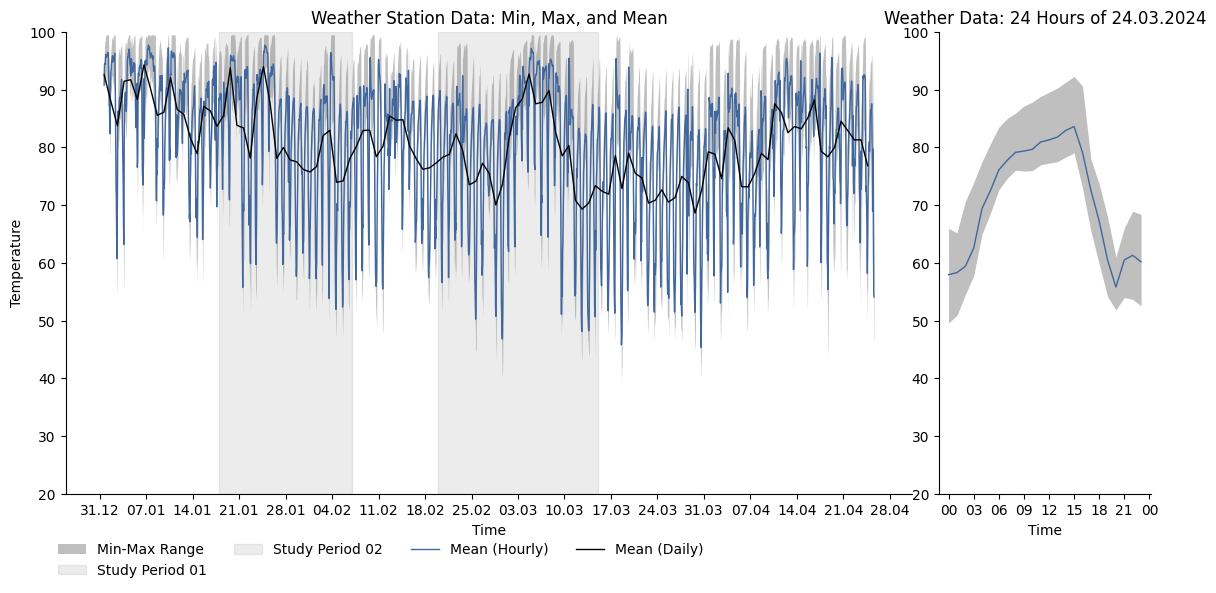 Weather Station Data: Min, Max, and Mean
Temperature
100
90
80
70
60
50
40
30
20
31.12 07.01 14.01 21.01 28.01 04.02 11.02 18.02 25.02 03.03 10.03 17.03 24.03 31.03 07.04 14.04 21.04 28.04
Time
Min-Max Range
Study Period 01
Study Period 02
Mean (Hourly)
Mean (Daily)
Weather Data: 24 Hours of 24.03.2024
100
90
80
70
60
50
40
30
20
00 03 06 09 12 15 18 21 00
Time